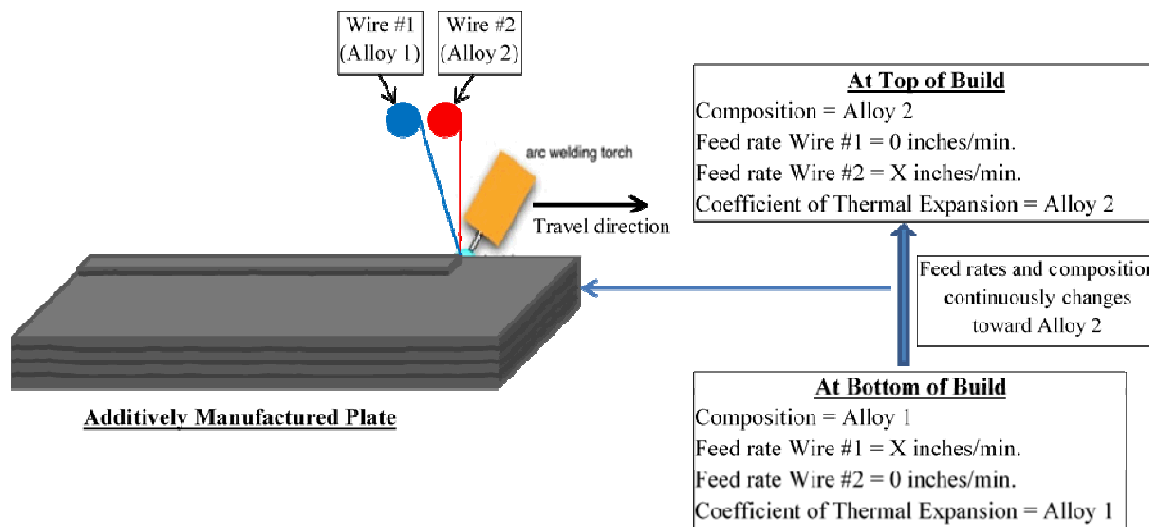 Wire #1
(Alloy 1)
Wire #2
(Alloy 2)
arc welding torch
Travel direction
Additively Manufactured Plate
At Top of Build
Composition = Alloy 2
Feed rate Wire #1 = 0 inches/min.
Feed rate Wire #2 = X inches/min.
Coefficient of Thermal Expansion = Alloy 2
Feed rates and composition
continuously changes
toward Alloy 2
At Bottom of Build
Composition = Alloy 1
Feed rate Wire #1 = X inches/min.
Feed rate Wire #2 = 0 inches/min.
Coefficient of Thermal Expansion = Alloy 1